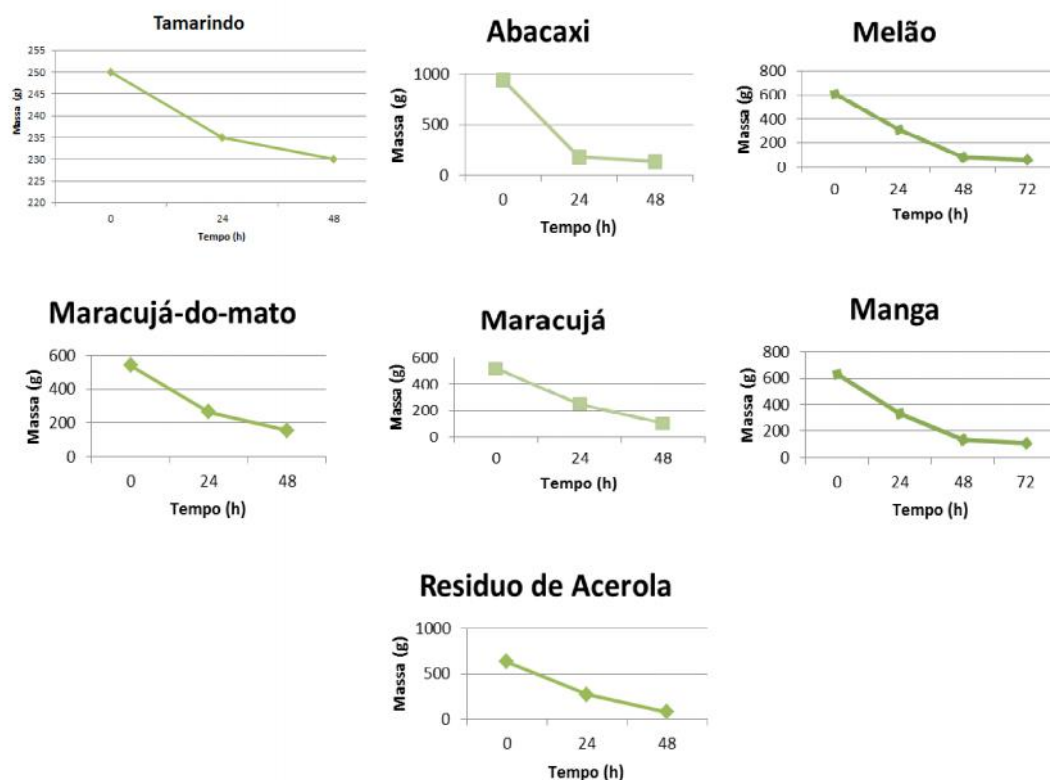 Tamarindo
Massa (g)
255
250
245
240
235
230
225
220
0 24 48
Tempo (h)
Abacaxi
Massa (g)
1000
500
0
0 24 48
Tempo (h)
Melão
Massa (g)
800
600
400
200
0
0 24 48 72
Tempo (h)
Maracujá-do-mato
Massa (g)
600
400
200
0
0 24 48
Tempo (h)
Maracujá
Massa (g)
600
400
200
0
0 24 48
Tempo (h)
Manga
Massa (g)
800
600
400
200
0
0 24 48 72
Tempo (h)
Residuo de Acerola
Massa (g)
1000
500
0
0 24 48
Tempo (h)